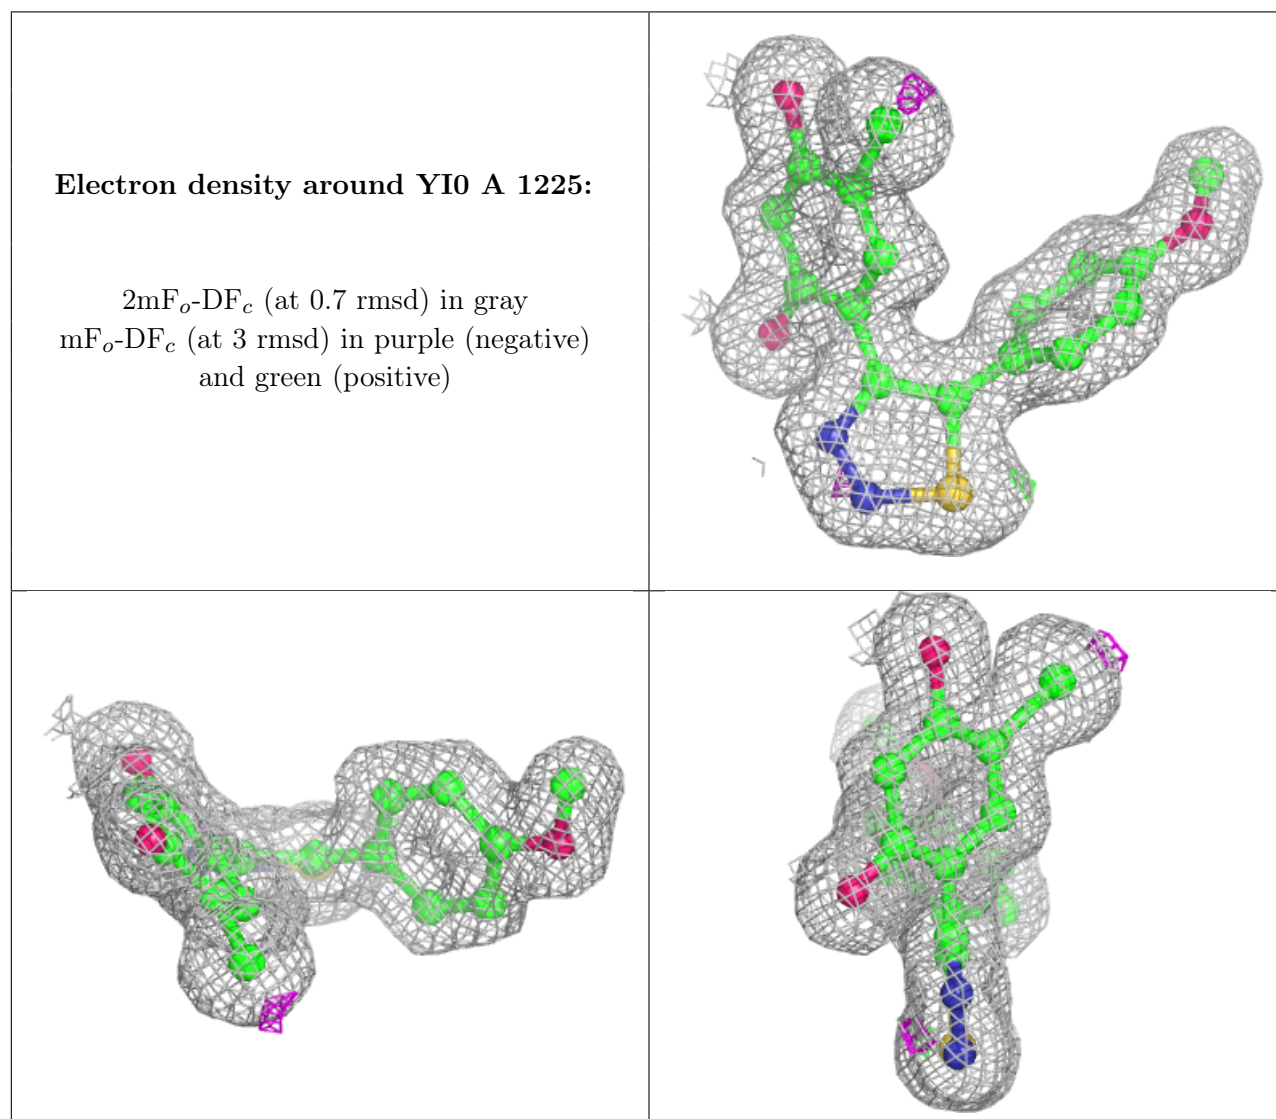 Electron density around YI0 A 1225:
2mFo-DFc (at 0.7 rmsd) in gray
mFo-DFc (at 3 rmsd) in purple (negative)
and green (positive)